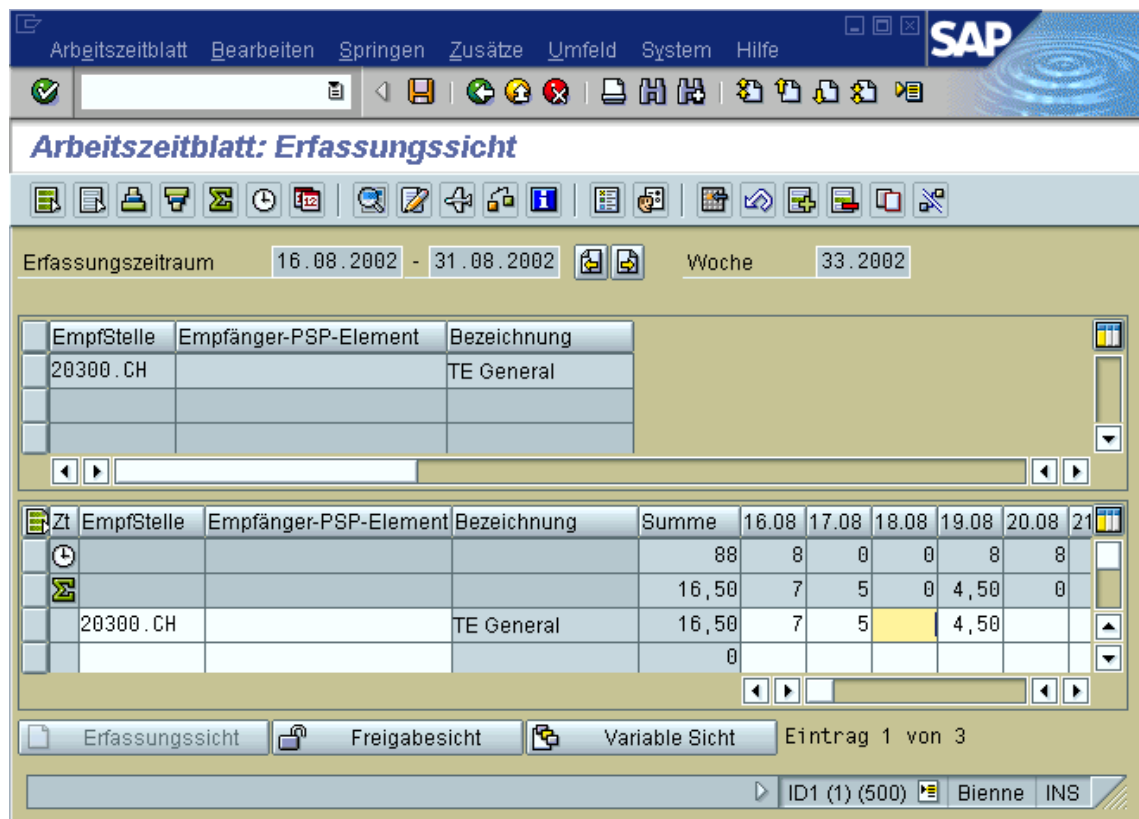 Arbeitszeitblatt Bearbeiten Springen Zusätze Umfeld System Hilfe
SAP
Arbeitszeitblatt: Erfassungssicht
Erfassungszeitraum 16.08.2002 - 31.08.2002 Woche 33.2002
EmpfStelle Empfänger-PSP-Element Bezeichnung
20300.CH TE General
Zt EmpfStelle Empfänger-PSP-Element Bezeichnung Summe 16.08 17.08 18.08 19.08 20.08 21
88 8 0 0 8 8
16,50 7 5 0 4,50 0
20300.CH TE General 16,50 7 5 4,50
0
Erfassungssicht Freigabesicht Variable Sicht Eintrag 1 von 3
ID1 (1) (500) Bienne INS